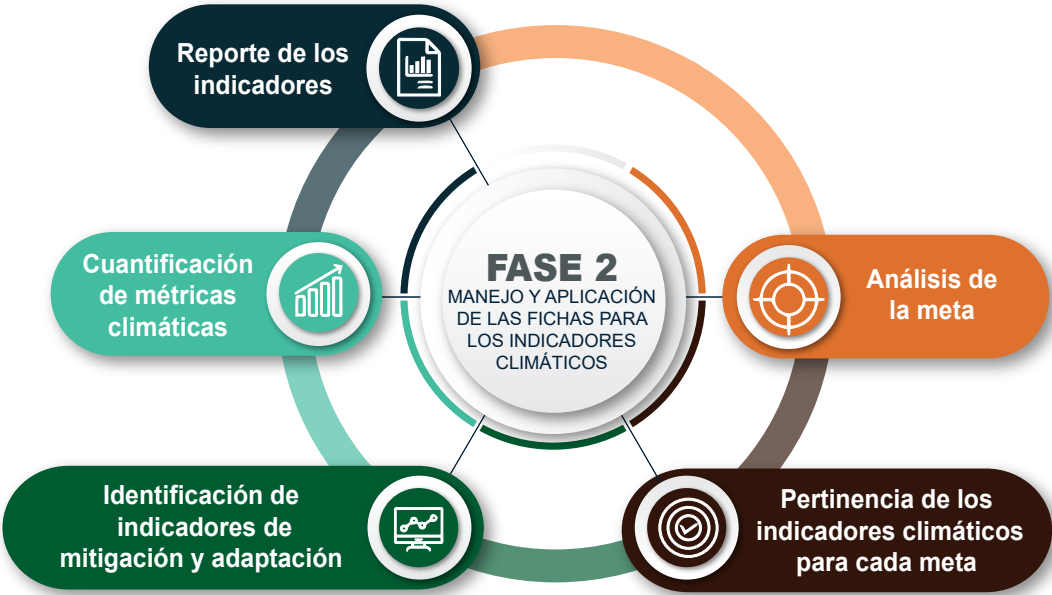 Reporte de los
indicadores
Cuantificación
de métricas
climáticas
FASE 2
MANEJO Y APLICACIÓN
DE LAS FICHAS PARA
LOS INDICADORES
CLIMÁTICOS
Análisis de
la meta
Identificación de
indicadores de
mitigación y adaptación
Pertinencia de los
indicadores climáticos
para cada meta